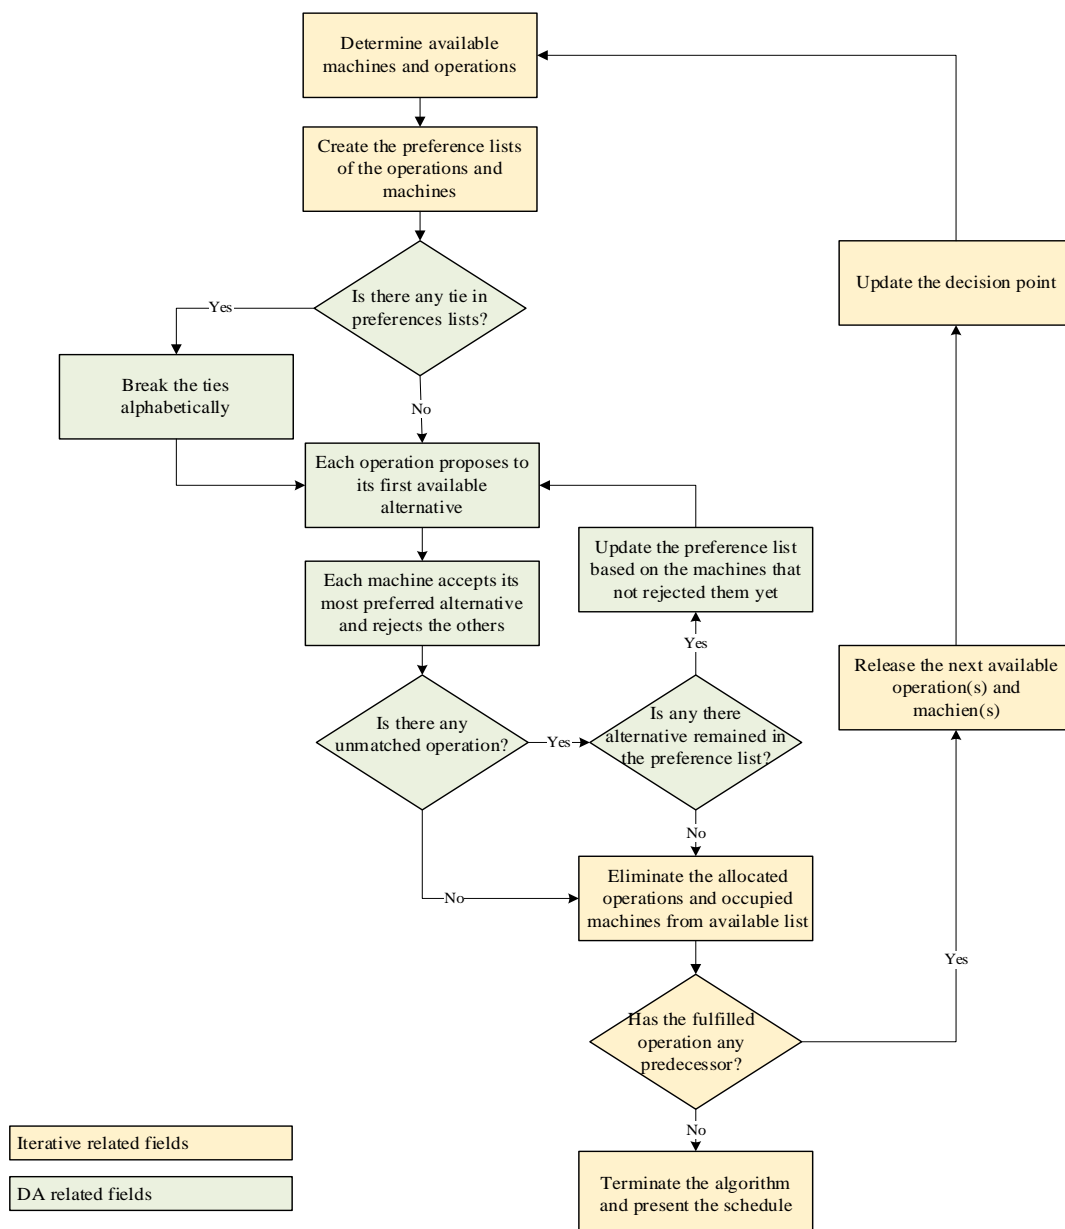 Determine available
machines and operations
Create the preference lists
of the operations and
machines
Is there any tie in
preferences lists?
Yes
Break the ties
alphabetically
No
Each operation proposes to
its first available
alternative
Each machine accepts its
most preferred alternative
and rejects the others
Update the preference list
based on the machines that
not rejected them yet
Yes
Is there any
unmatched operation?
Yes
Is any there
alternative remained in
the preference list?
No
No
Eliminate the allocated
operations and occupied
machines from available list
Has the fulfilled
operation any
predecessor?
Yes
Release the next available
operation(s) and
machien(s)
Update the decision point
No
Terminate the algorithm
and present the schedule
Iterative related fields
DA related fields